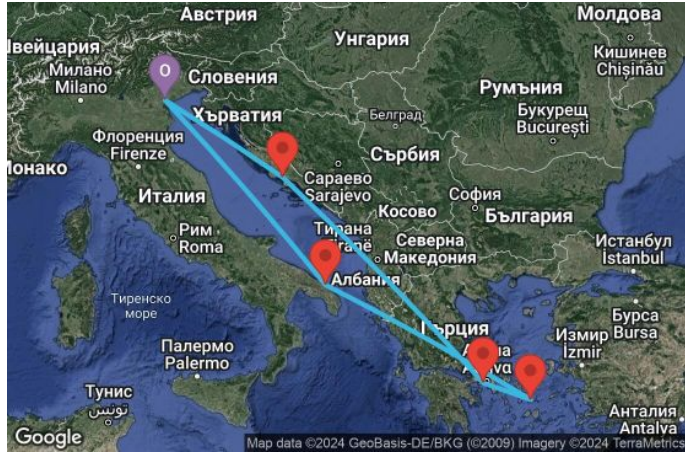 Австрия
Молдова
Швейцария
Унгария
Кишинев
Chișinău
Милано
Milano
О
Словения
Румъния
Хърватия
Белград
Букурещ
București
Флоренция
Firenze
Монако
Сараево
Sarajevo
Сърбия
Италия
София
Косово
България
Рим
Roma
Тирана
Северна
Македония
Истанбул
İstanbul
Албания
Тиренско
море
Бурса
Bursa
Гърция
Измир
İzmir
Палермо
Palermo
Тунис
تونس
Анталия
Antalya
Google
Map data ©2024 GeoBasis-DE/BKG (©2009) Imagery ©2024 TerraMetrics